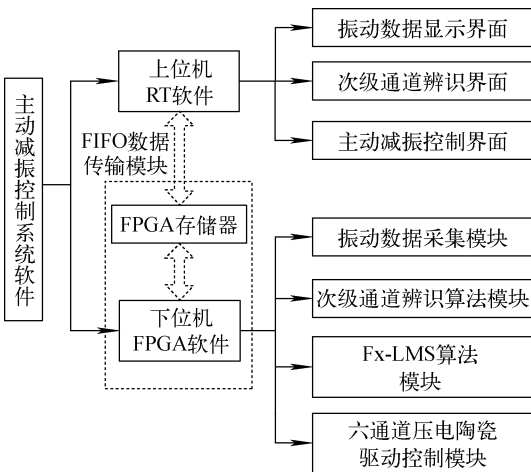 主动减振控制系统软件
上位机
RT软件
FIFO数据
传输模块
FPGA存储器
下位机
FPGA软件
振动数据显示界面
次级通道辨识界面
主动减振控制界面
振动数据采集模块
次级通道辨识算法模块
Fx-LMS算法
模块
六通道压电陶瓷
驱动控制模块